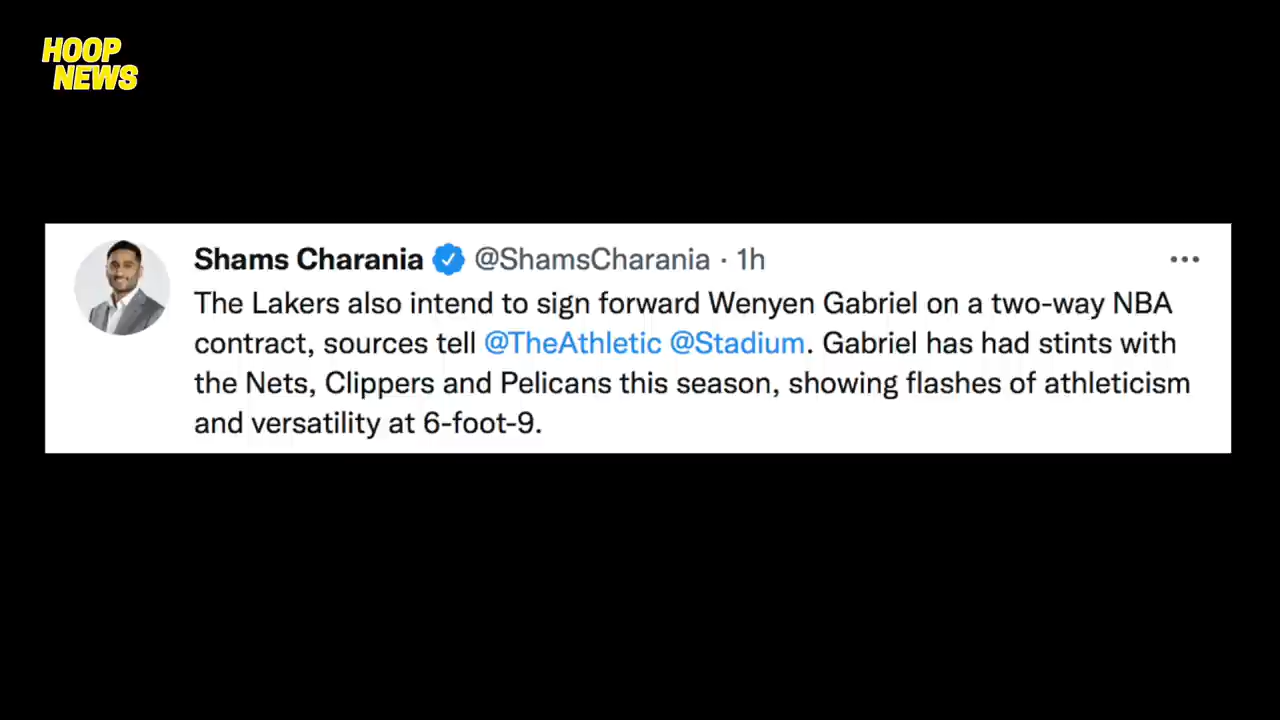 HOOP
NEWS
Shams Charania @ShamsCharania · 1h
The Lakers also intend to sign forward Wenyen Gabriel on a two-way NBA
contract, sources tell @TheAthletic @Stadium. Gabriel has had stints with
the Nets, Clippers and Pelicans this season, showing flashes of athleticism
and versatility at 6-foot-9.